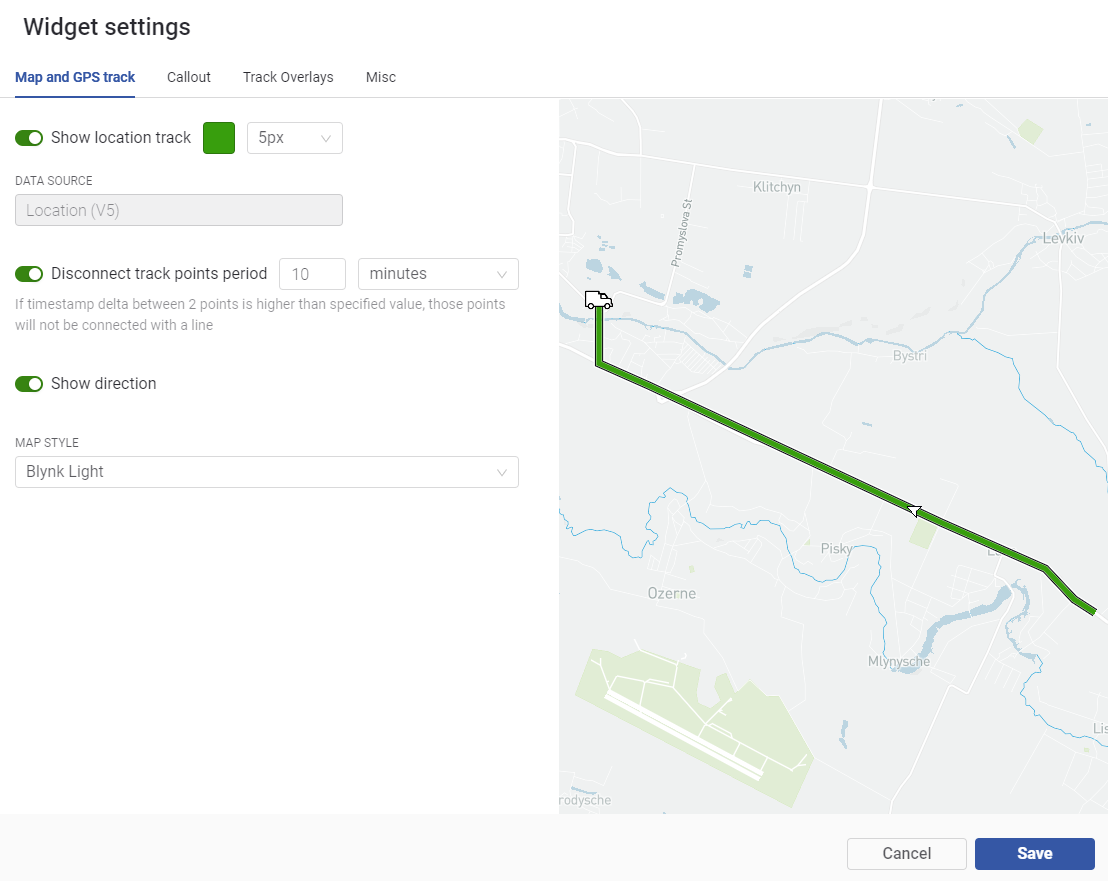 Widget settings
Map and GPS track
Callout
Track Overlays
Misc
Show location track
5px
DATA SOURCE
Location (V5)
Disconnect track points period
10
minutes
If timestamp delta between 2 points is higher than specified value, those points
will not be connected with a line
Show direction
MAP STYLE
Blynk Light
Klitchyn
Promyslova St
Levkiv
Bystri
Pisky
Ozerne
Mlynysche
Lis
rodysche
Cancel
Save